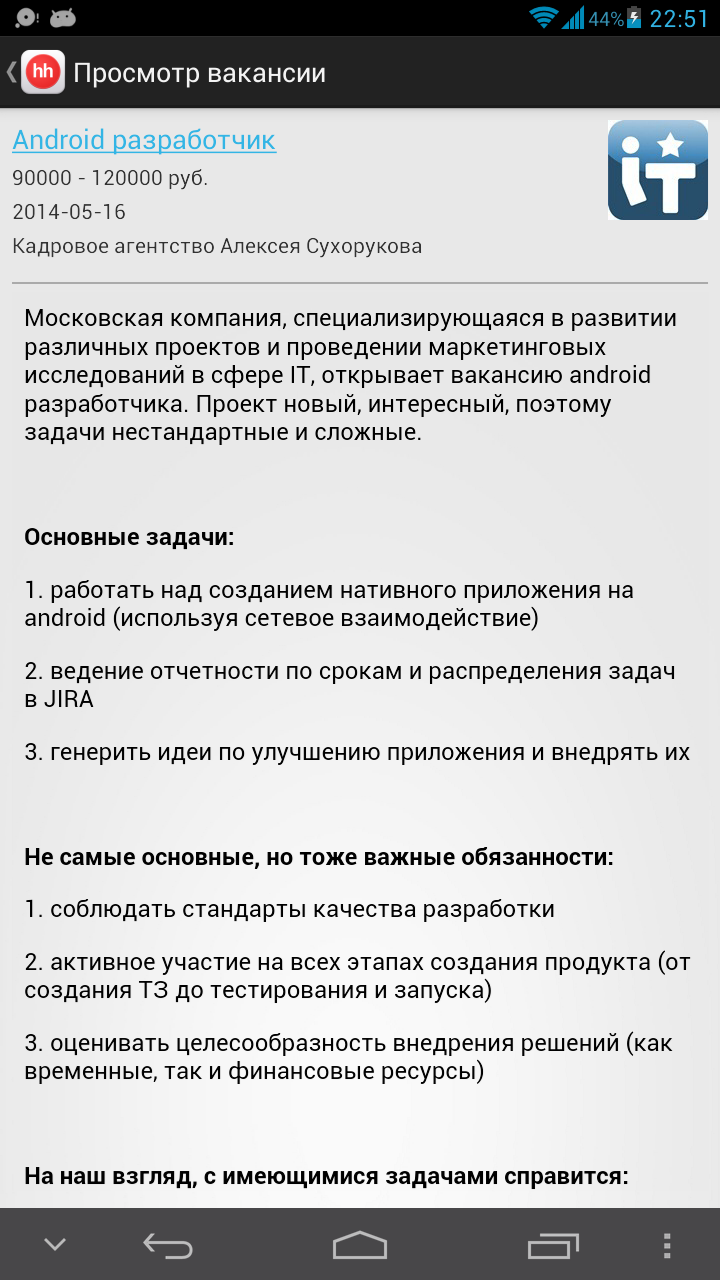 44% 22:51
hh Просмотр вакансии
Android разработчик
90000 - 120000 руб.
2014-05-16
Кадровое агентство Алексея Сухорукова
iT
Московская компания, специализирующаяся в развитии
различных проектов и проведении маркетинговых
исследований в сфере IT, открывает вакансию android
разработчика. Проект новый, интересный, поэтому
задачи нестандартные и сложные.
Основные задачи:
1. работать над созданием нативного приложения на
android (используя сетевое взаимодействие)
2. ведение отчетности по срокам и распределения задач
в JIRA
3. генерить идеи по улучшению приложения и внедрять их
Не самые основные, но тоже важные обязанности:
1. соблюдать стандарты качества разработки
2. активное участие на всех этапах создания продукта (от
создания ТЗ до тестирования и запуска)
3. оценивать целесообразность внедрения решений (как
временные, так и финансовые ресурсы)
На наш взгляд, с имеющимися задачами справится: